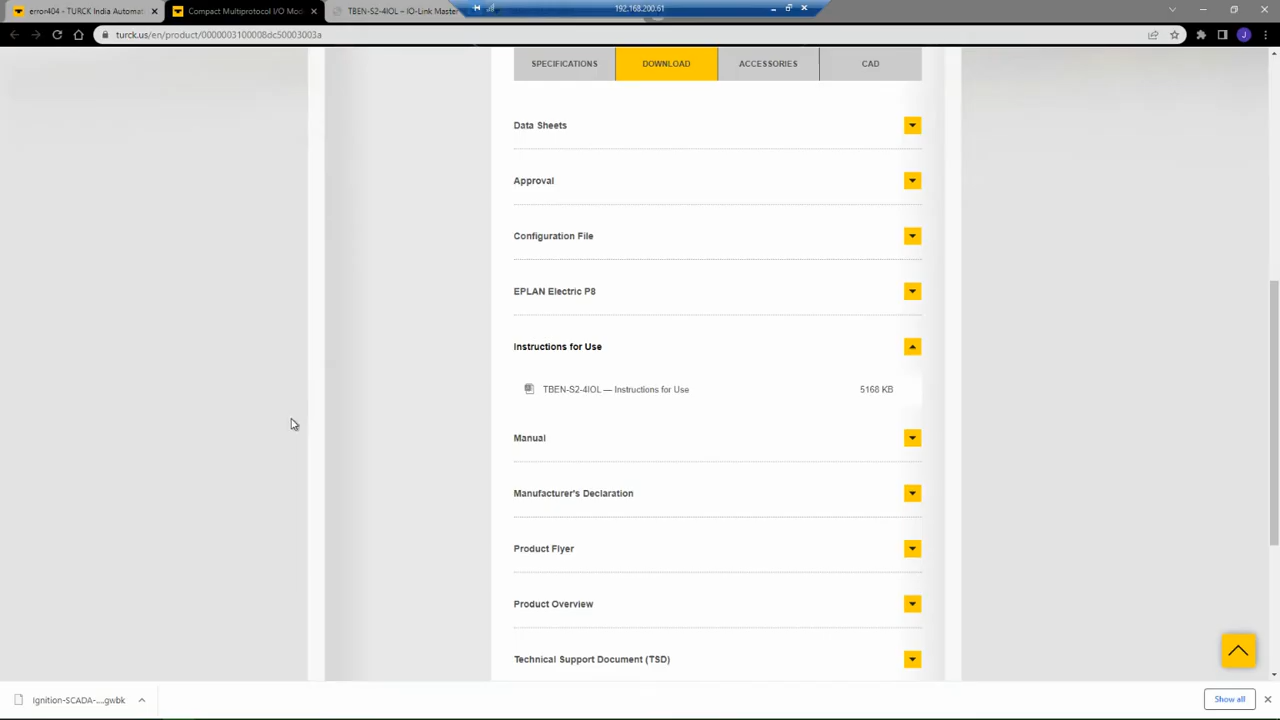 error404 - TURCK India Automat
Compact Multiprotocol I/O Mod
TBEN-S2-4IOL – IO-Link Master
192.168.200.61
turck.us/en/product/0000003100008dc50003003a
SPECIFICATIONS
DOWNLOAD
ACCESSORIES
CAD
Data Sheets
Approval
Configuration File
EPLAN Electric P8
Instructions for Use
TBEN-S2-4IOL — Instructions for Use
5168 KB
Manual
Manufacturer's Declaration
Product Flyer
Product Overview
Technical Support Document (TSD)
Ignition-SCADA-....gwbk
Show all
J